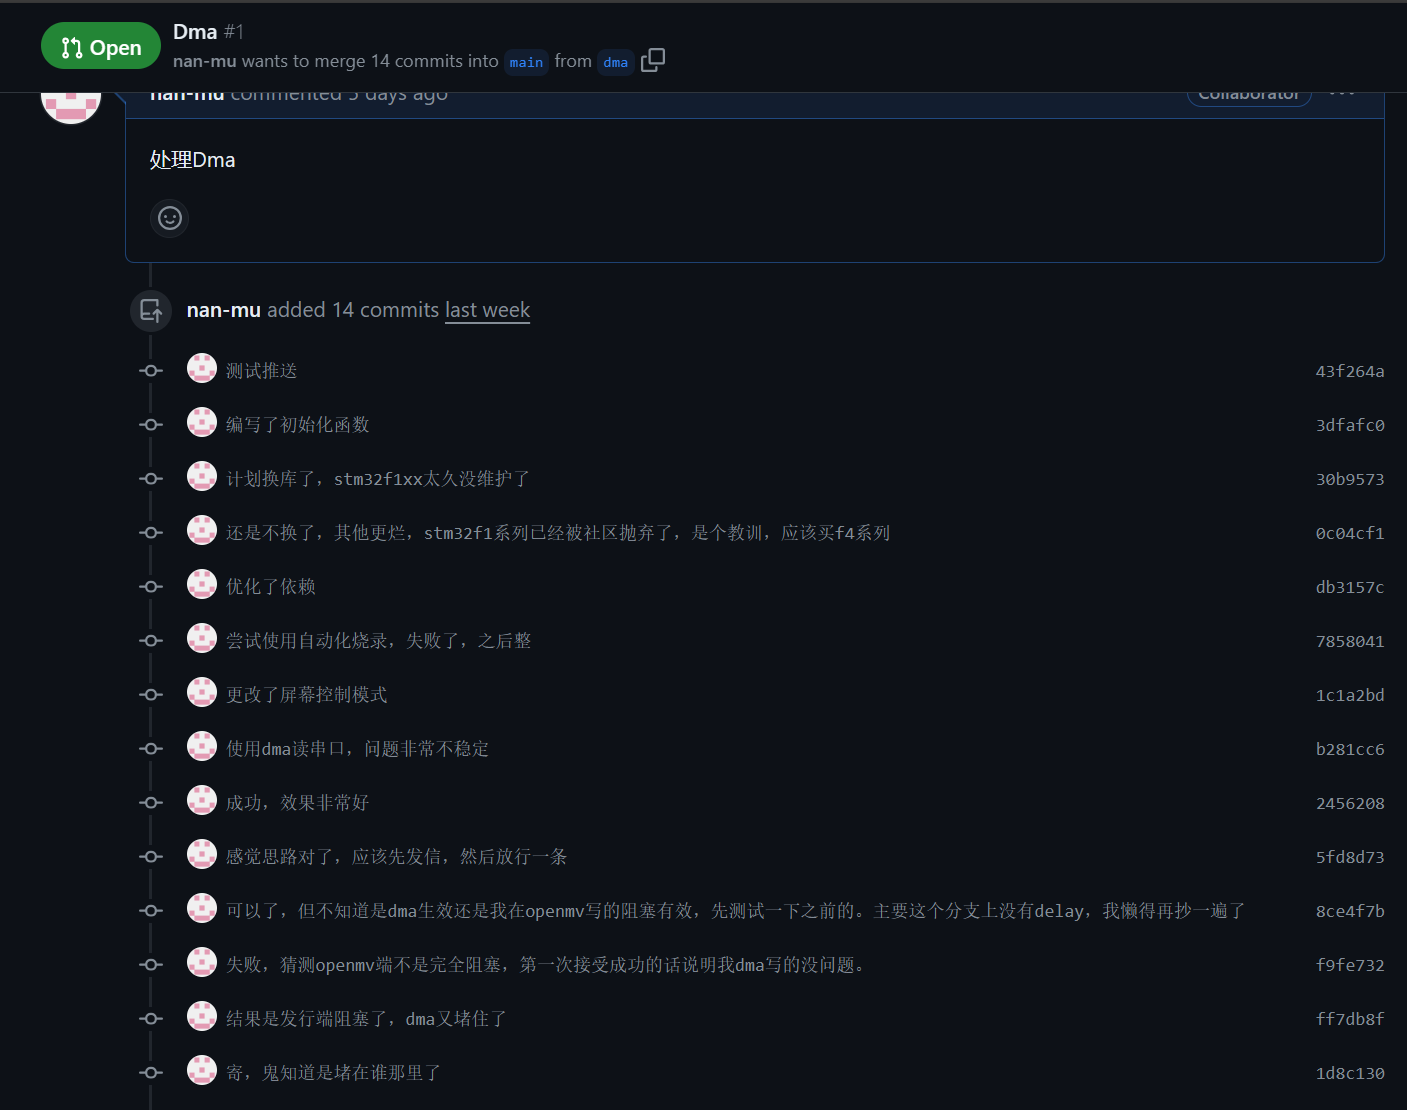 Open
Dma #1
nan-mu wants to merge 14 commits into main from dma
nan-mu commented 5 days ago Collaborator
处理Dma
nan-mu added 14 commits last week
测试推送 43f264a
编写了初始化函数 3dfafc0
计划换库了，stm32f1xx太久没维护了 30b9573
还是不换了，其他更烂，stm32f1系列已经被社区抛弃了，是个教训，应该买f4系列 0c04cf1
优化了依赖 db3157c
尝试使用自动化烧录，失败了，之后整 7858041
更改了屏幕控制模式 1c1a2bd
使用dma读串口，问题非常不稳定 b281cc6
成功，效果非常好 2456208
感觉思路对了，应该先发信，然后放行一条 5fd8d73
可以了，但不知道是dma生效还是我在openmv写的阻塞有效，先测试一下之前的。主要这个分支上没有delay，我懒得再抄一遍了 8ce4f7b
失败，猜测openmv端不是完全阻塞，第一次接受成功的话说明我dma写的没问题。 f9fe732
结果是发行端阻塞了，dma又堵住了 ff7db8f
寄，鬼知道是堵在谁那里了 1d8c130